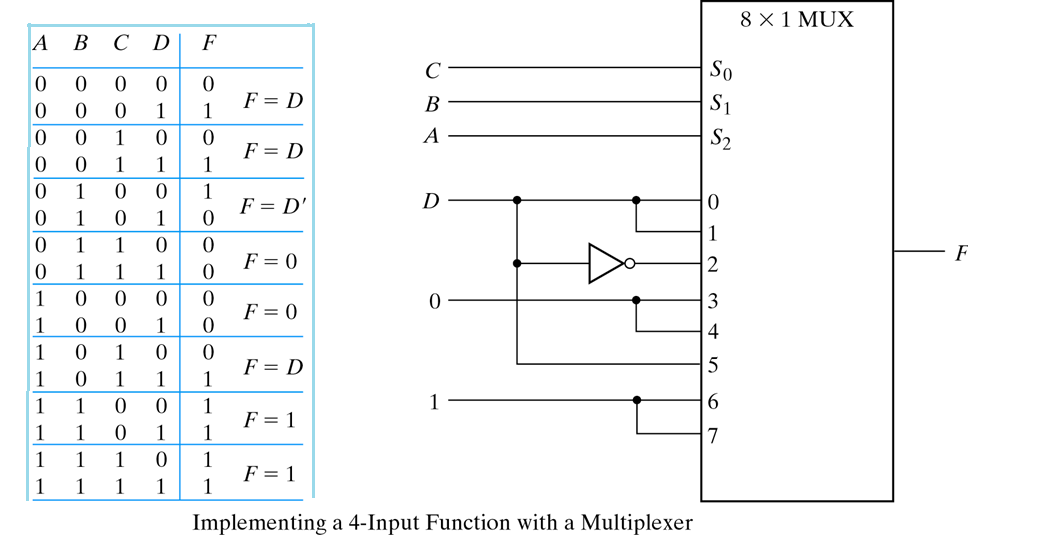 A B C D F
0 0 0 0 0
F = D
0 0 0 1 1
0 0 1 0 0
F = D
0 0 1 1 1
0 1 0 0 1
F = D′
0 1 0 1 0
0 1 1 0 0
F = 0
0 1 1 1 0
1 0 0 0 0
F = 0
1 0 0 1 0
1 0 1 0 0
F = D
1 0 1 1 1
1 1 0 0 1
F = 1
1 1 0 1 1
1 1 1 0 1
F = 1
1 1 1 1 1
8 × 1 MUX
C S0
B S1
A S2
D 0
1
2
F
0 3
4
5
1 6
7
Implementing a 4-Input Function with a Multiplexer